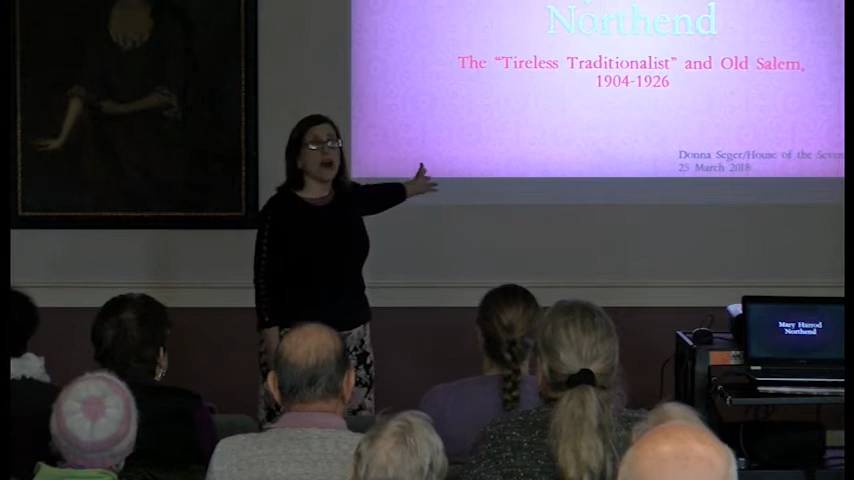 Northend
The "Tireless Traditionalist" and Old Salem,
1904-1926
Donna Seger/House of the Seven
25 March 2018
Mary Harrod
Northend